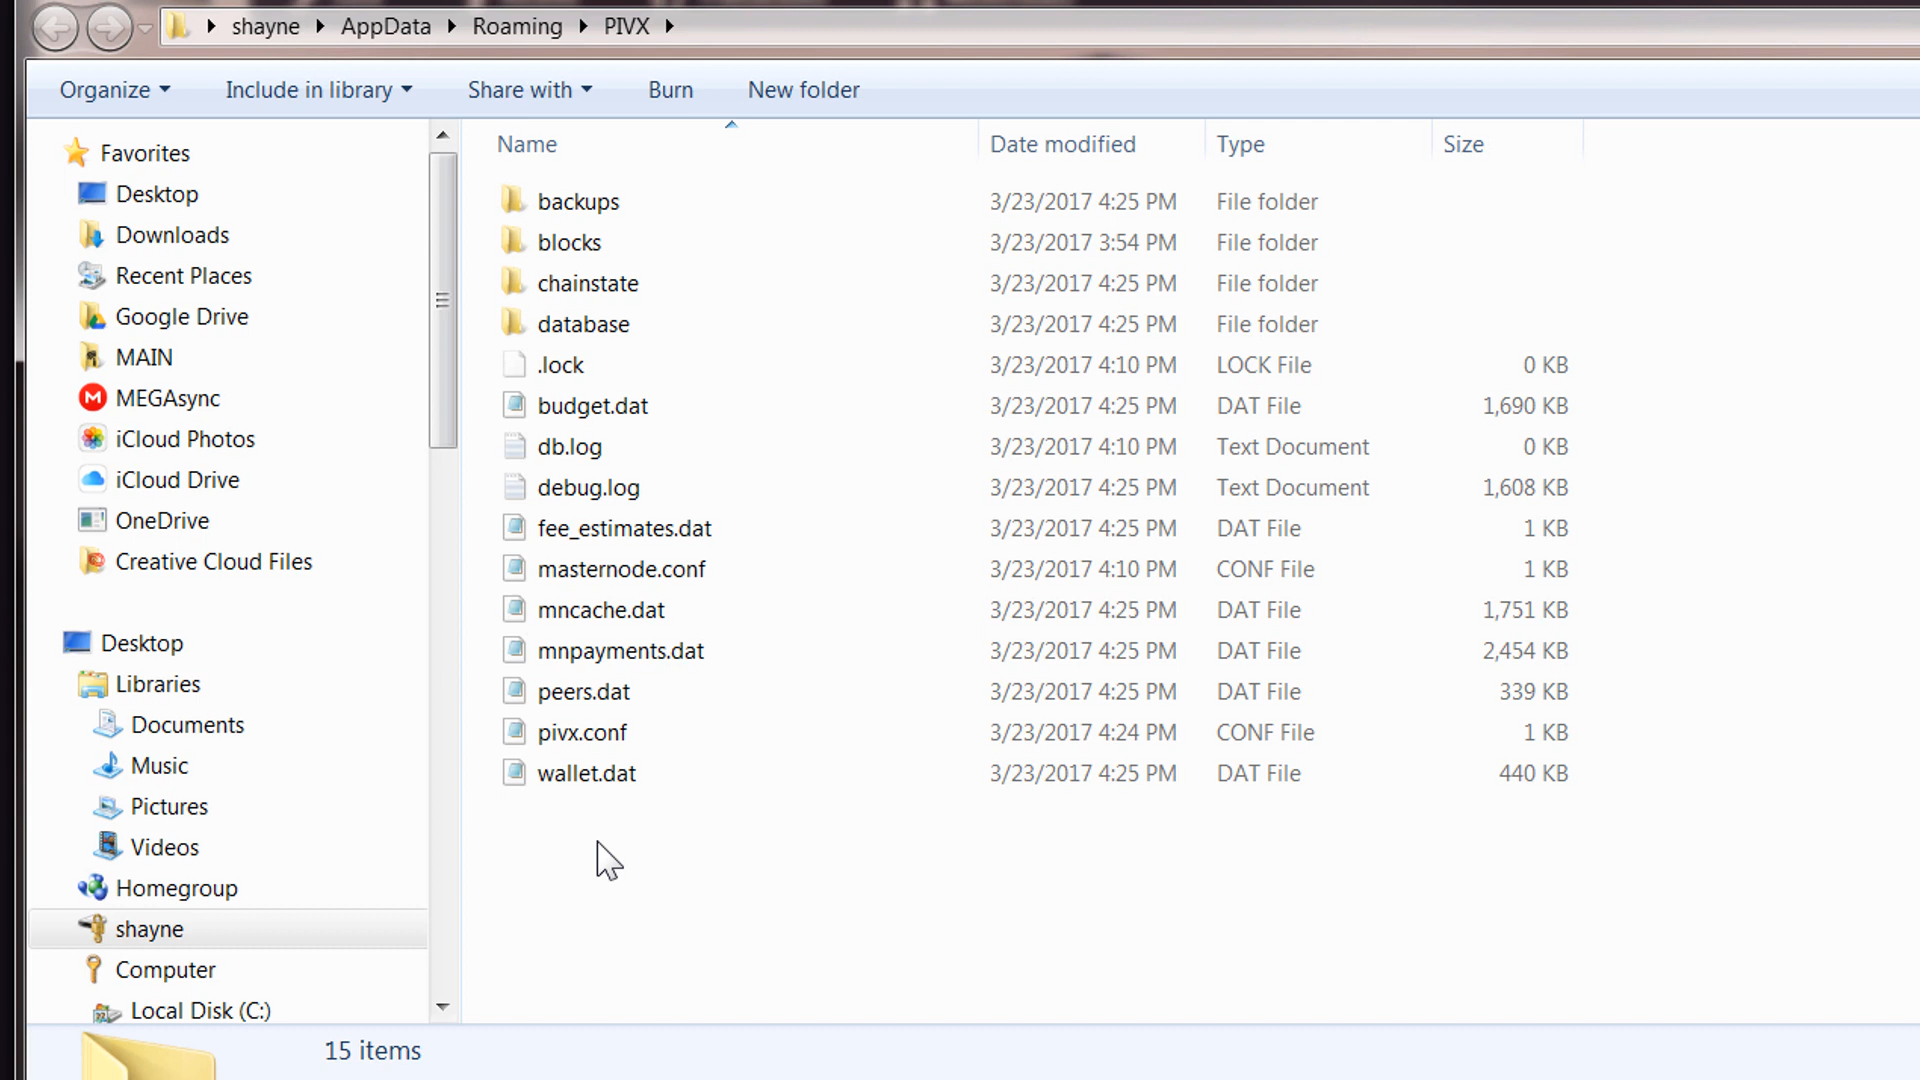 shayne AppData Roaming PIVX
Organize Include in library Share with Burn New folder
Name Date modified Type Size
Favorites
Desktop
Downloads
Recent Places
Google Drive
MAIN
MEGAsync
iCloud Photos
iCloud Drive
OneDrive
Creative Cloud Files
Desktop
Libraries
Documents
Music
Pictures
Videos
Homegroup
shayne
Computer
Local Disk (C:)
backups 3/23/2017 4:25 PM File folder
blocks 3/23/2017 3:54 PM File folder
chainstate 3/23/2017 4:25 PM File folder
database 3/23/2017 4:25 PM File folder
.lock 3/23/2017 4:10 PM LOCK File 0 KB
budget.dat 3/23/2017 4:25 PM DAT File 1,690 KB
db.log 3/23/2017 4:10 PM Text Document 0 KB
debug.log 3/23/2017 4:25 PM Text Document 1,608 KB
fee_estimates.dat 3/23/2017 4:25 PM DAT File 1 KB
masternode.conf 3/23/2017 4:10 PM CONF File 1 KB
mncache.dat 3/23/2017 4:25 PM DAT File 1,751 KB
mnpayments.dat 3/23/2017 4:25 PM DAT File 2,454 KB
peers.dat 3/23/2017 4:25 PM DAT File 339 KB
pivx.conf 3/23/2017 4:24 PM CONF File 1 KB
wallet.dat 3/23/2017 4:25 PM DAT File 440 KB
15 items